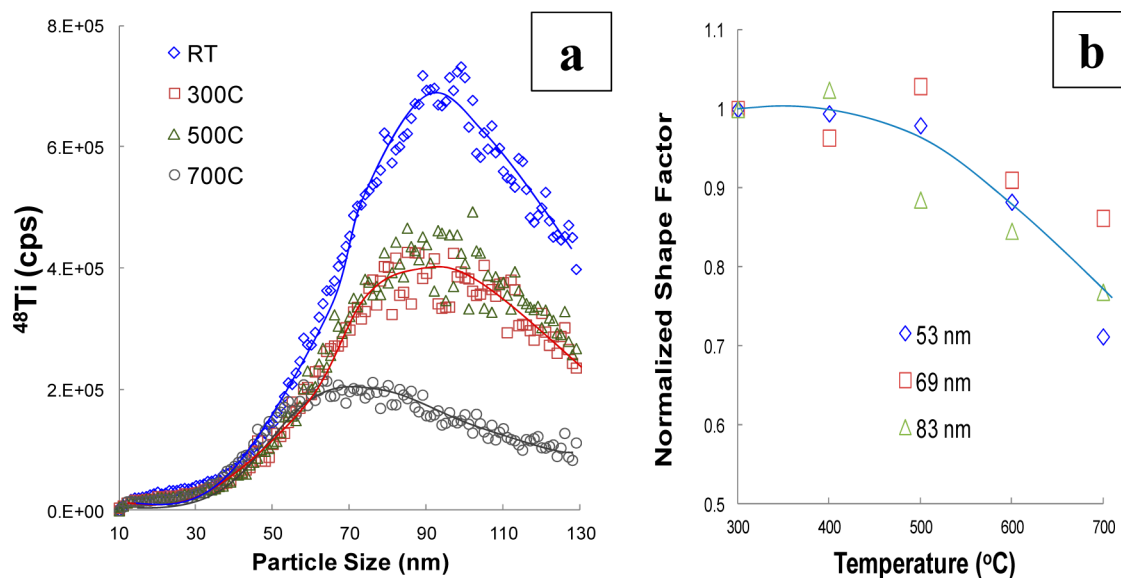 a
8.E+05
6.E+05
4.E+05
2.E+05
0.E+00
⁴⁸Ti (cps)
RT
300C
500C
700C
10 30 50 70 90 110 130
Particle Size (nm)
b
1
0.9
0.8
0.7
0.6
0.5
Normalized Shape Factor
53 nm
69 nm
83 nm
300 400 500 600 700
Temperature (ºC)